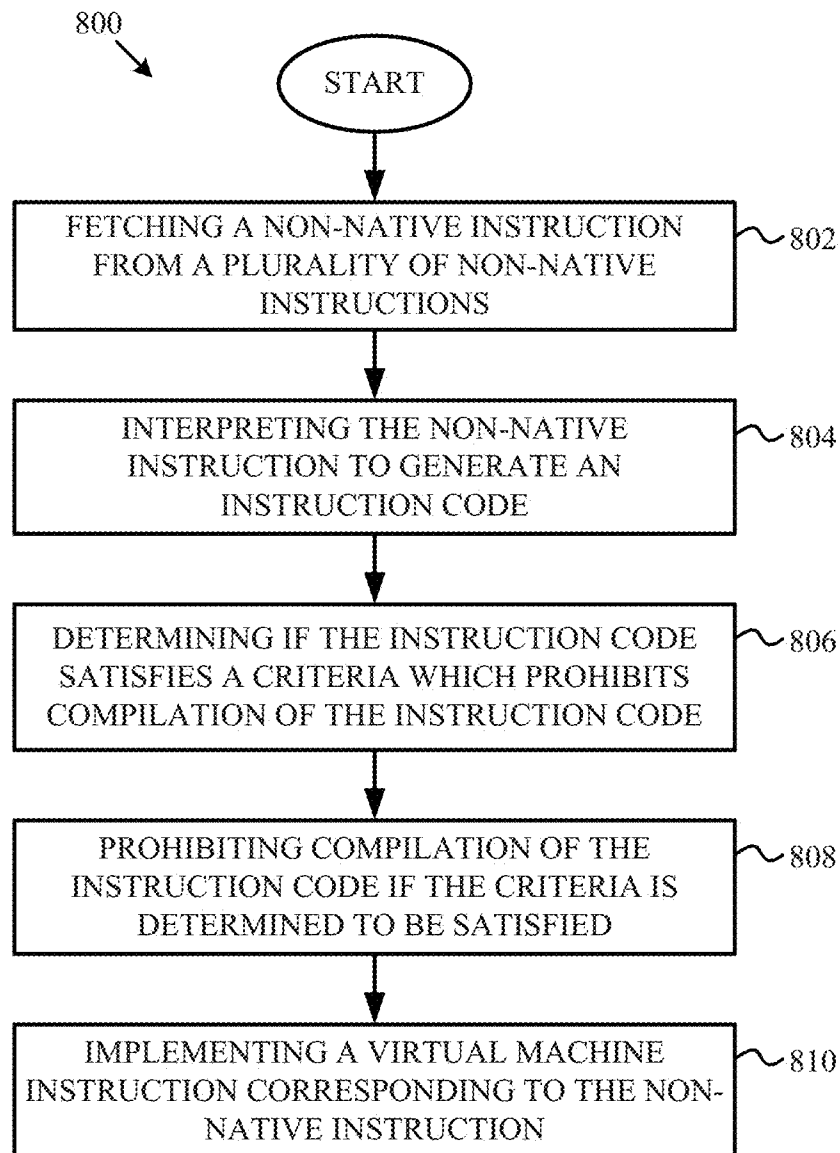 800
START
FETCHING A NON-NATIVE INSTRUCTION
FROM A PLURALITY OF NON-NATIVE
INSTRUCTIONS
802
INTERPRETING THE NON-NATIVE
INSTRUCTION TO GENERATE AN
INSTRUCTION CODE
804
DETERMINING IF THE INSTRUCTION CODE
SATISFIES A CRITERIA WHICH PROHIBITS
COMPILATION OF THE INSTRUCTION CODE
806
PROHIBITING COMPILATION OF THE
INSTRUCTION CODE IF THE CRITERIA IS
DETERMINED TO BE SATISFIED
808
IMPLEMENTING A VIRTUAL MACHINE
INSTRUCTION CORRESPONDING TO THE NON-
NATIVE INSTRUCTION
810